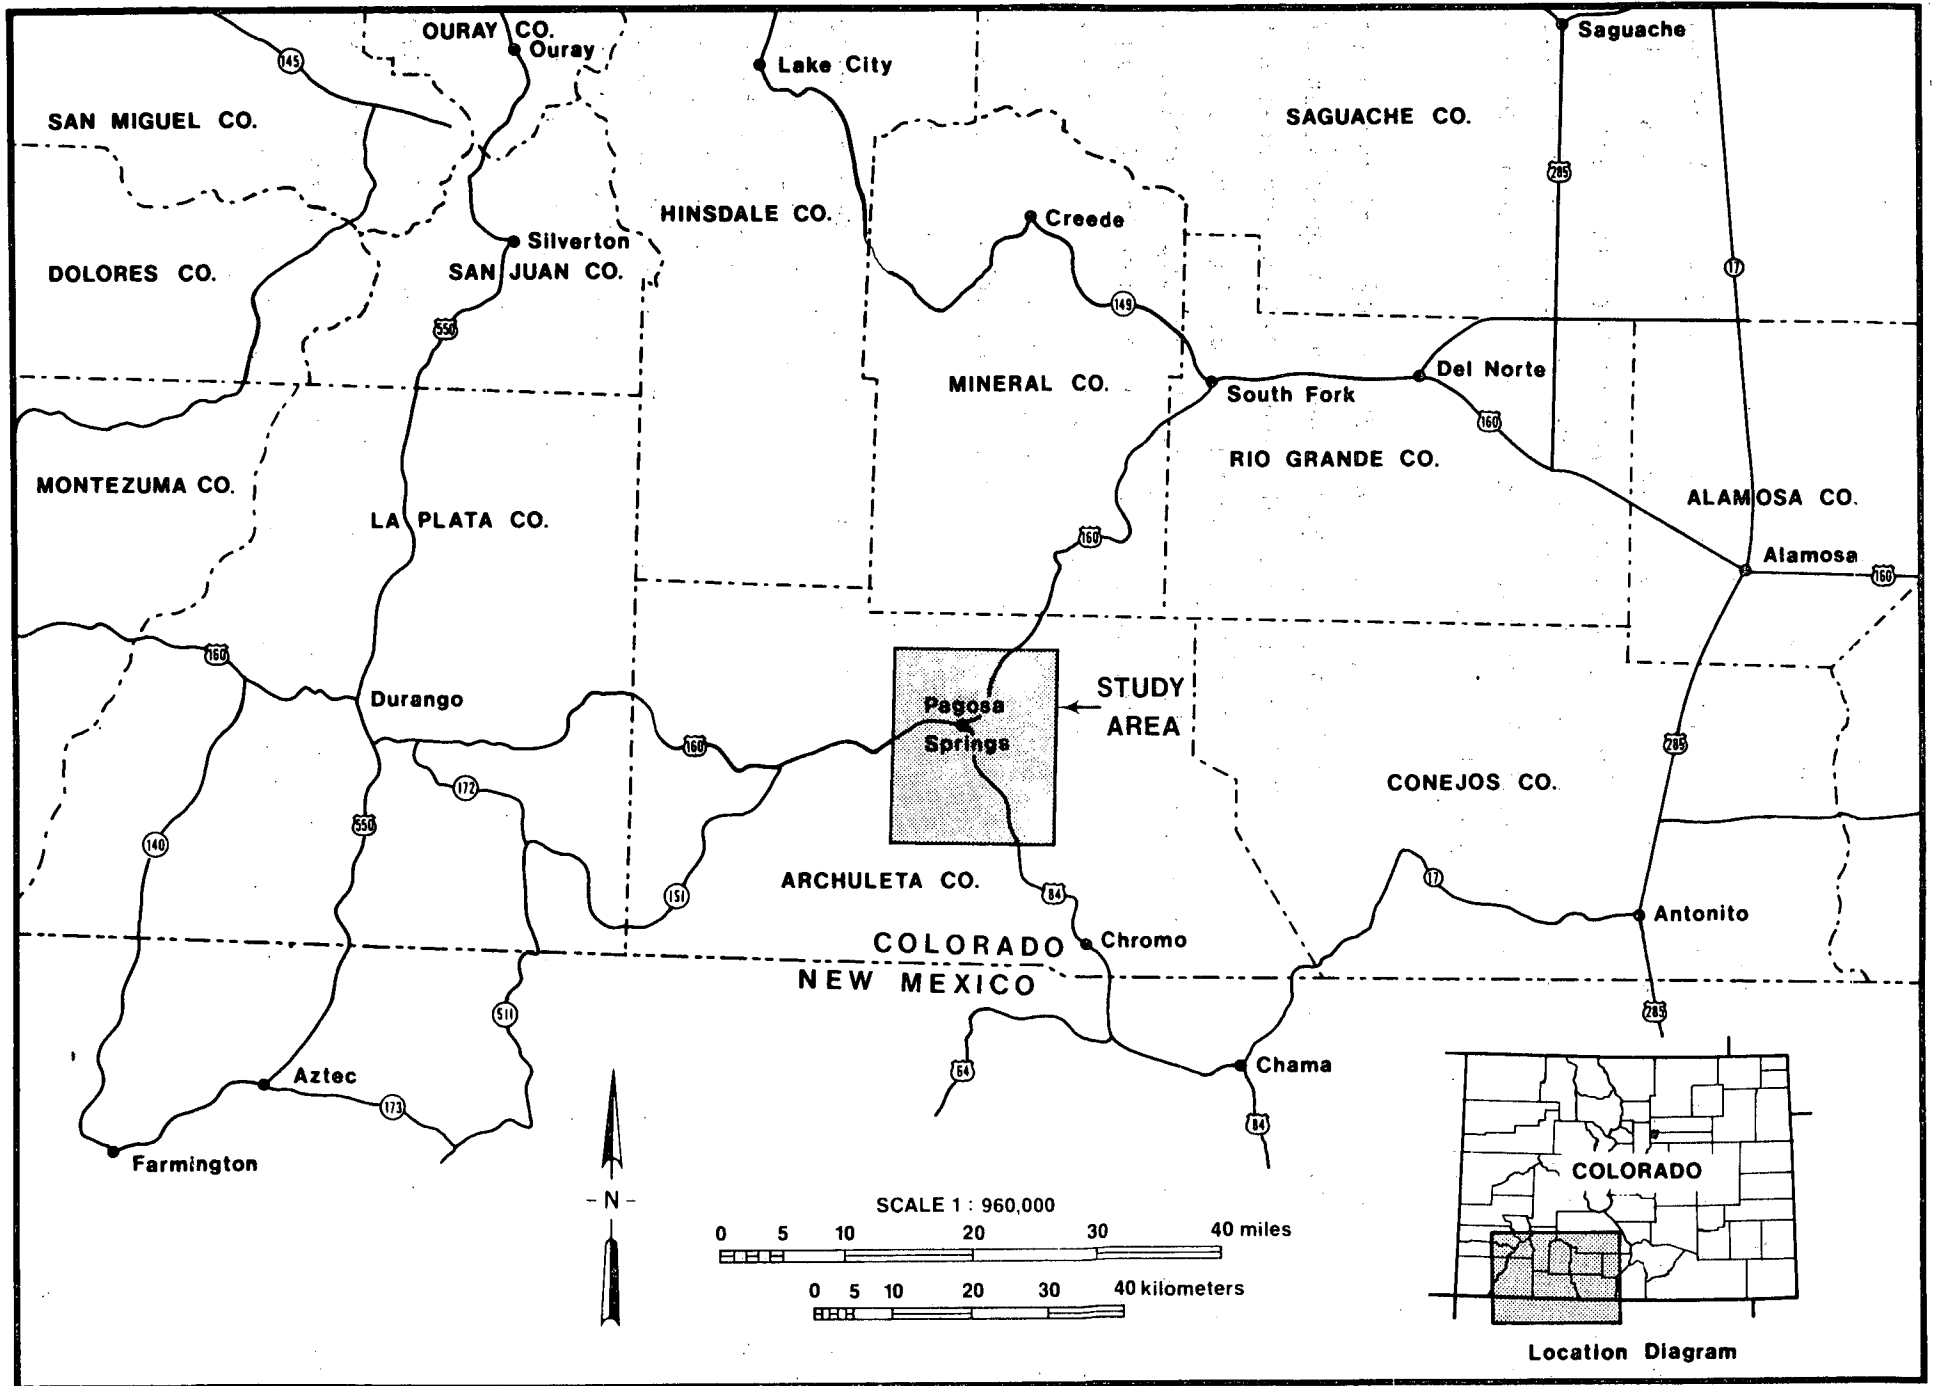 OURAY CO.
Ouray
Saguache
145
Lake City
SAN MIGUEL CO.
SAGUACHE CO.
285
HINSDALE CO.
Creede
Silverton
DOLORES CO.
SAN JUAN CO.
17
149
550
Del Norte
MINERAL CO.
South Fork
160
RIO GRANDE CO.
MONTEZUMA CO.
ALAMOSA CO.
LA PLATA CO.
160
Alamosa
160
160
STUDY
AREA
Durango
Pagosa
Springs
160
285
172
CONEJOS CO.
550
140
ARCHULETA CO.
151
84
17
Antonito
COLORADO
Chromo
NEW MEXICO
511
285
64
Chama
Aztec
173
84
Farmington
COLORADO
- N -
SCALE 1 : 960,000
0 5 10 20 30 40 miles
0 5 10 20 30 40 kilometers
Location Diagram